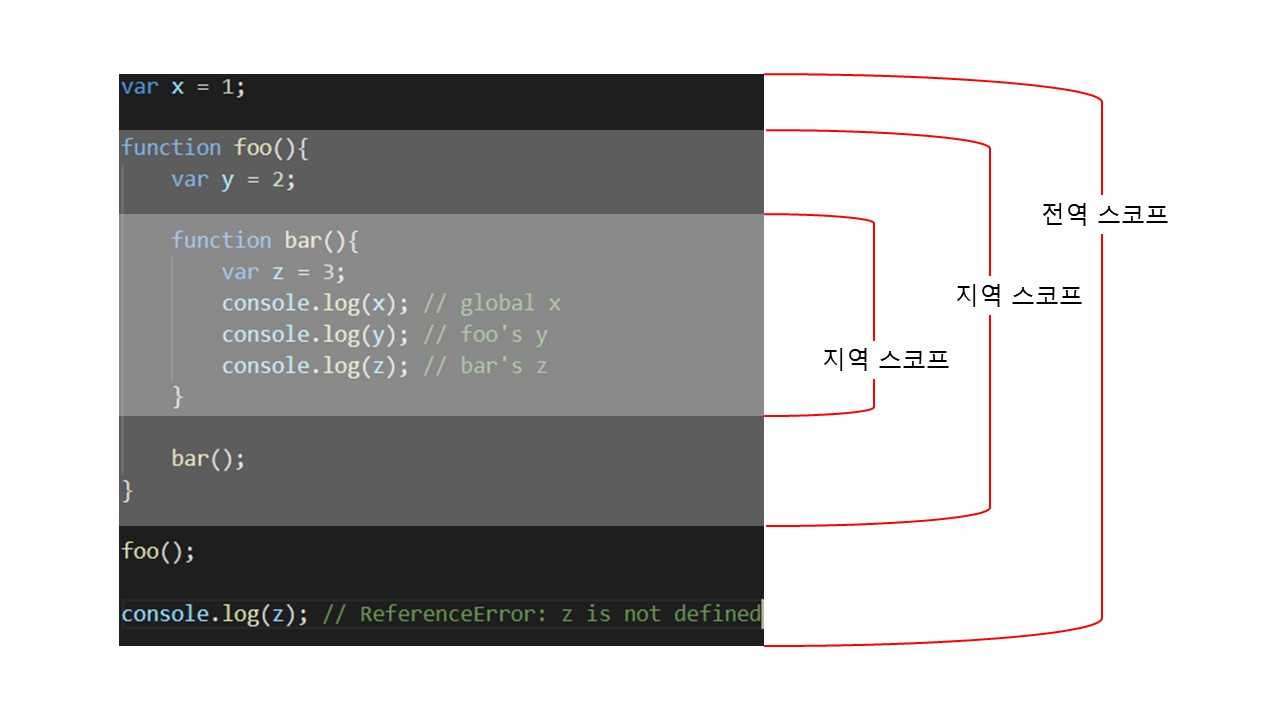 var x = 1;
function foo(){
    var y = 2;
    function bar(){
        var z = 3;
        console.log(x); // global x
        console.log(y); // foo's y
        console.log(z); // bar's z
    }
    bar();
}
foo();
console.log(z); // ReferenceError: z is not defined
전역 스코프
지역 스코프
지역 스코프